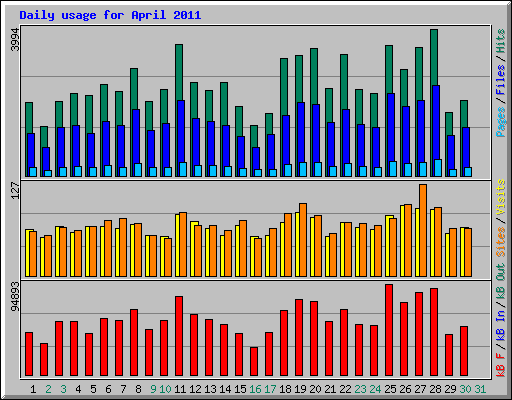 Daily usage for April 2011
3994
Pages / Files / Hits
127
Sites / Visits
94893
kB F / kB In / kB Out
1 2 3 4 5 6 7 8 9 10 11 12 13 14 15 16 17 18 19 20 21 22 23 24 25 26 27 28 29 30 31